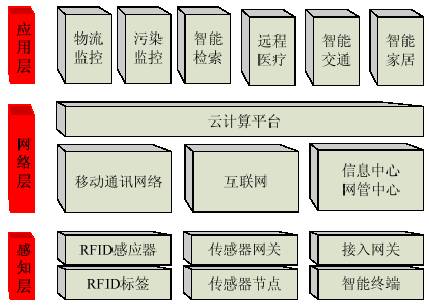 应用层
物流监控
污染监控
智能检索
远程医疗
智能交通
智能家居
网络层
云计算平台
移动通讯网络
互联网
信息中心
网管中心
感知层
RFID感应器
传感器网关
接入网关
RFID标签
传感器节点
智能终端